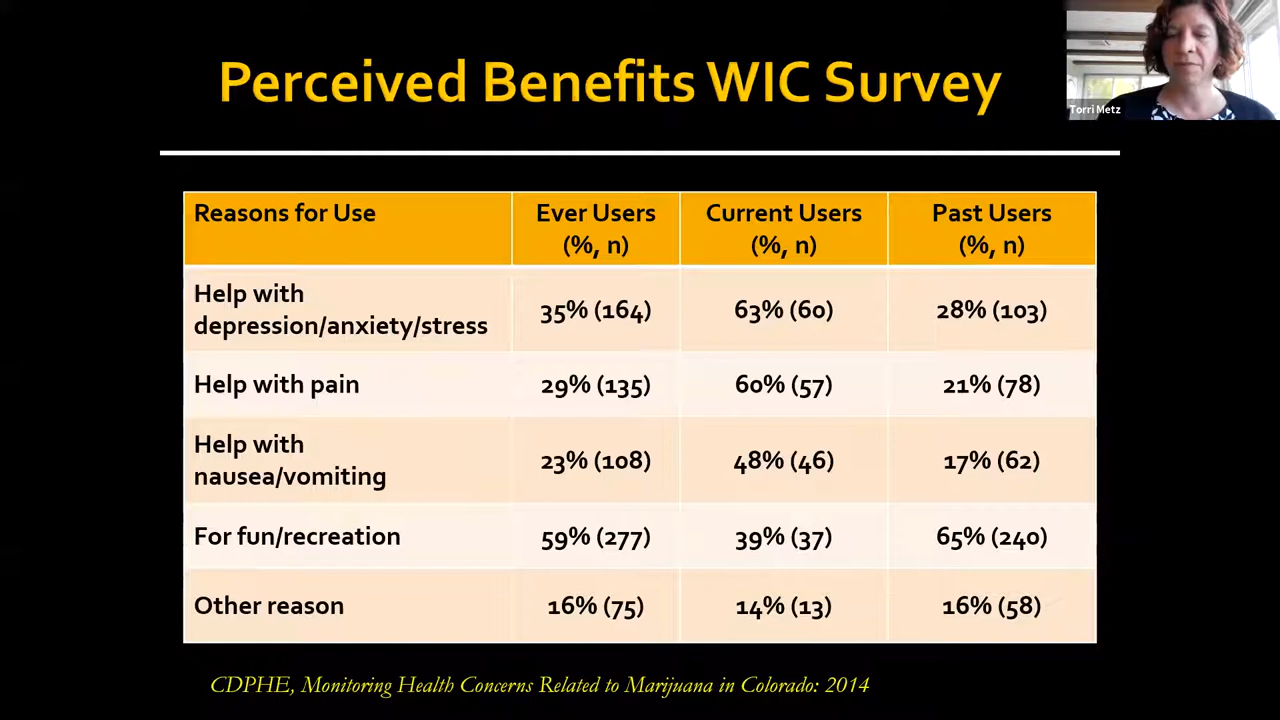 Perceived Benefits WIC Survey
Torri Metz
Reasons for Use
Ever Users
(%, n)
Current Users
(%, n)
Past Users
(%, n)
Help with
depression/anxiety/stress
35% (164)
63% (60)
28% (103)
Help with pain
29% (135)
60% (57)
21% (78)
Help with
nausea/vomiting
23% (108)
48% (46)
17% (62)
For fun/recreation
59% (277)
39% (37)
65% (240)
Other reason
16% (75)
14% (13)
16% (58)
CDPHE, Monitoring Health Concerns Related to Marijuana in Colorado: 2014